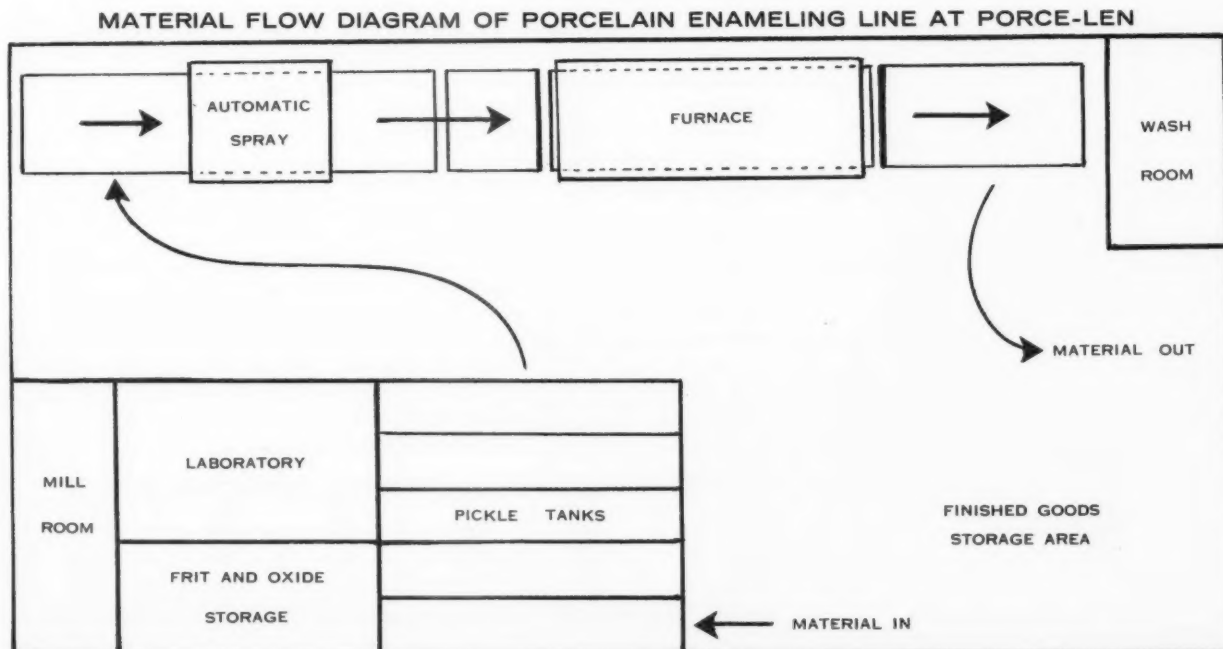 MATERIAL FLOW DIAGRAM OF PORCELAIN ENAMELING LINE AT PORCE-LEN
AUTOMATIC
SPRAY
FURNACE
WASH
ROOM
MATERIAL OUT
MILL
ROOM
LABORATORY
PICKLE TANKS
FRIT AND OXIDE
STORAGE
FINISHED GOODS
STORAGE AREA
MATERIAL IN